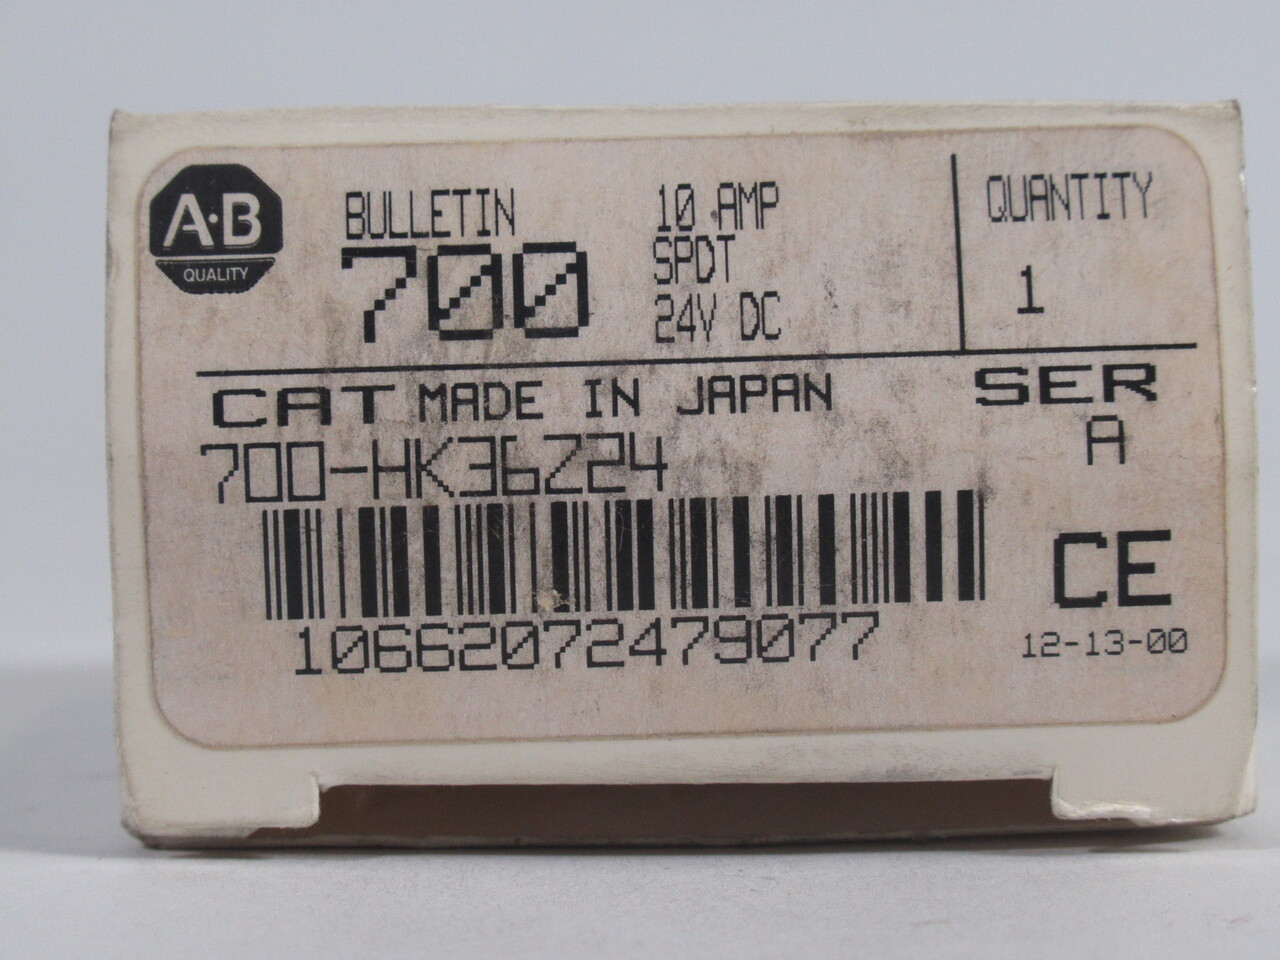 A·B
QUALITY
BULLETIN
700
10 AMP
SPDT
24V DC
QUANTITY
1
CAT MADE IN JAPAN
700-HK36Z24
SER
A
10662072479077
CE
12-13-00